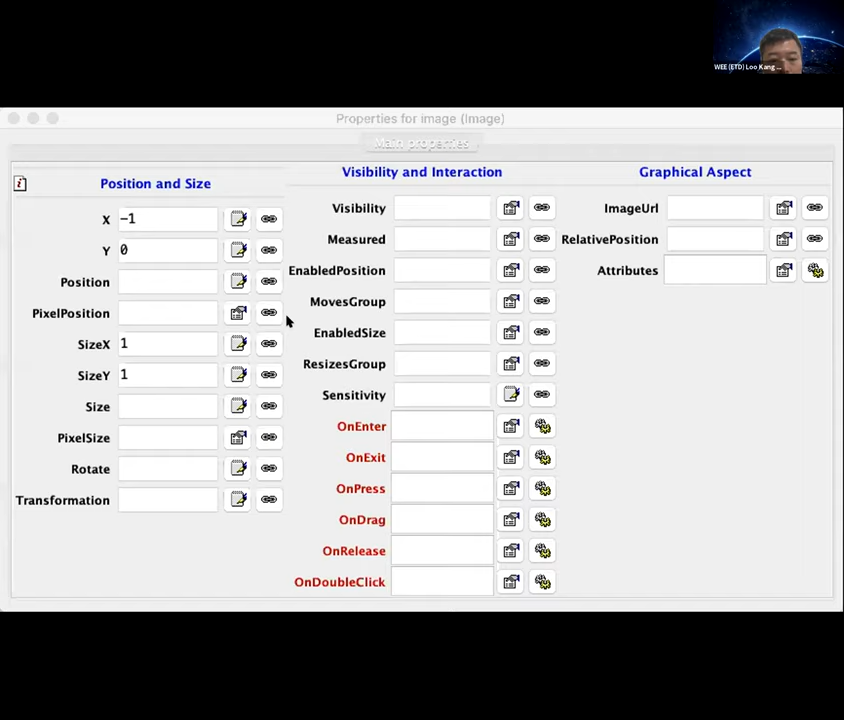 WEE (ETD) Loo Kang ...
Properties for image (Image)
Main properties
Position and Size
X -1
Y 0
Position
PixelPosition
SizeX 1
SizeY 1
Size
PixelSize
Rotate
Transformation
Visibility and Interaction
Visibility
Measured
EnabledPosition
MovesGroup
EnabledSize
ResizesGroup
Sensitivity
OnEnter
OnExit
OnPress
OnDrag
OnRelease
OnDoubleClick
Graphical Aspect
ImageUrl
RelativePosition
Attributes